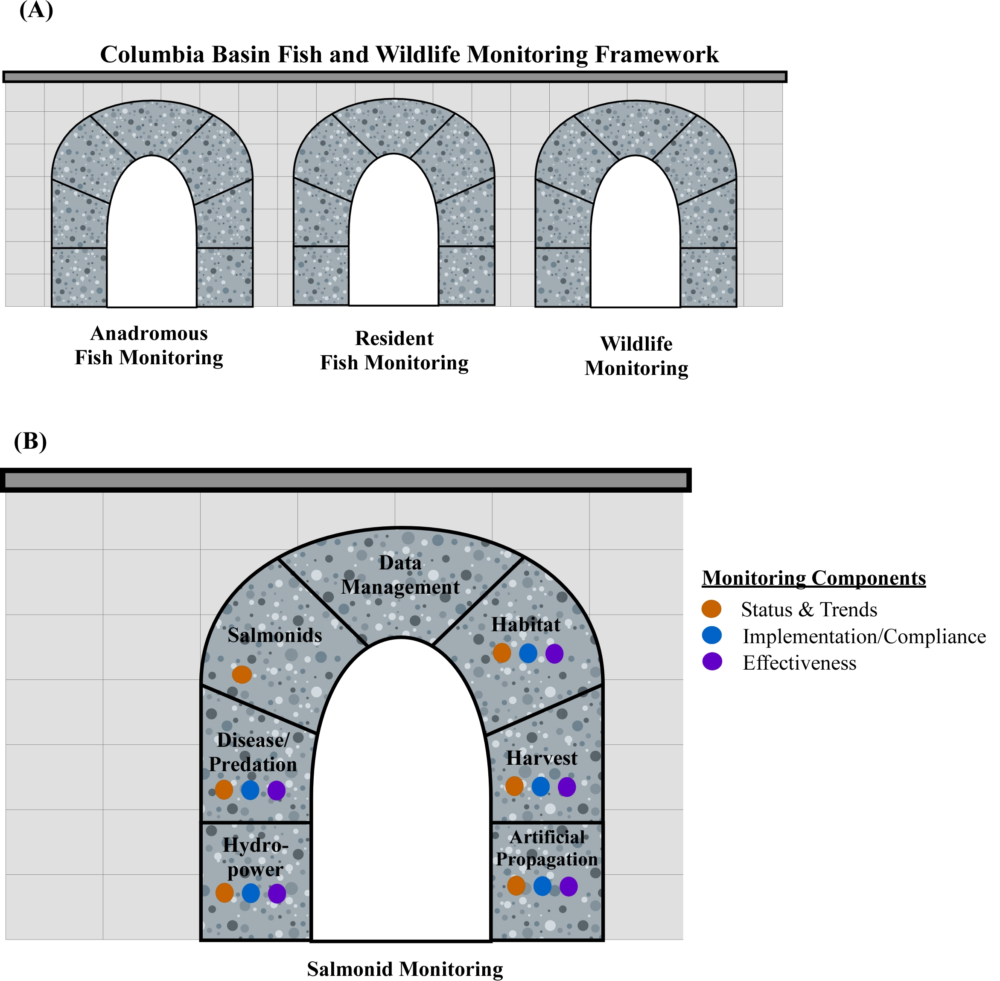 (A)
Columbia Basin Fish and Wildlife Monitoring Framework
Anadromous
Fish Monitoring
Resident
Fish Monitoring
Wildlife
Monitoring
(B)
Data
Management
Salmonids
Habitat
Disease/
Predation
Harvest
Hydro-
power
Artificial
Propagation
Salmonid Monitoring
Monitoring Components
Status & Trends
Implementation/Compliance
Effectiveness